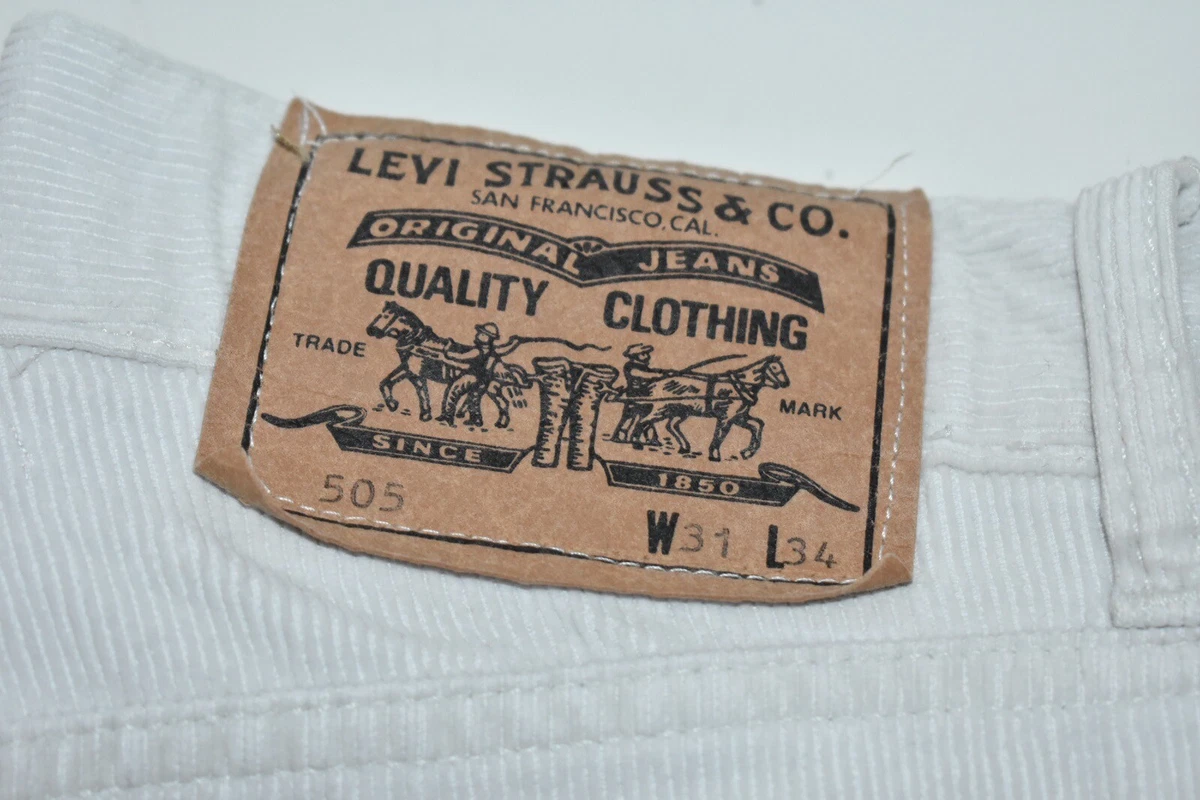 LEVI STRAUSS & CO.
SAN FRANCISCO, CAL.
ORIGINAL JEANS
QUALITY CLOTHING
TRADE MARK
SINCE 1850
505
W31 L34